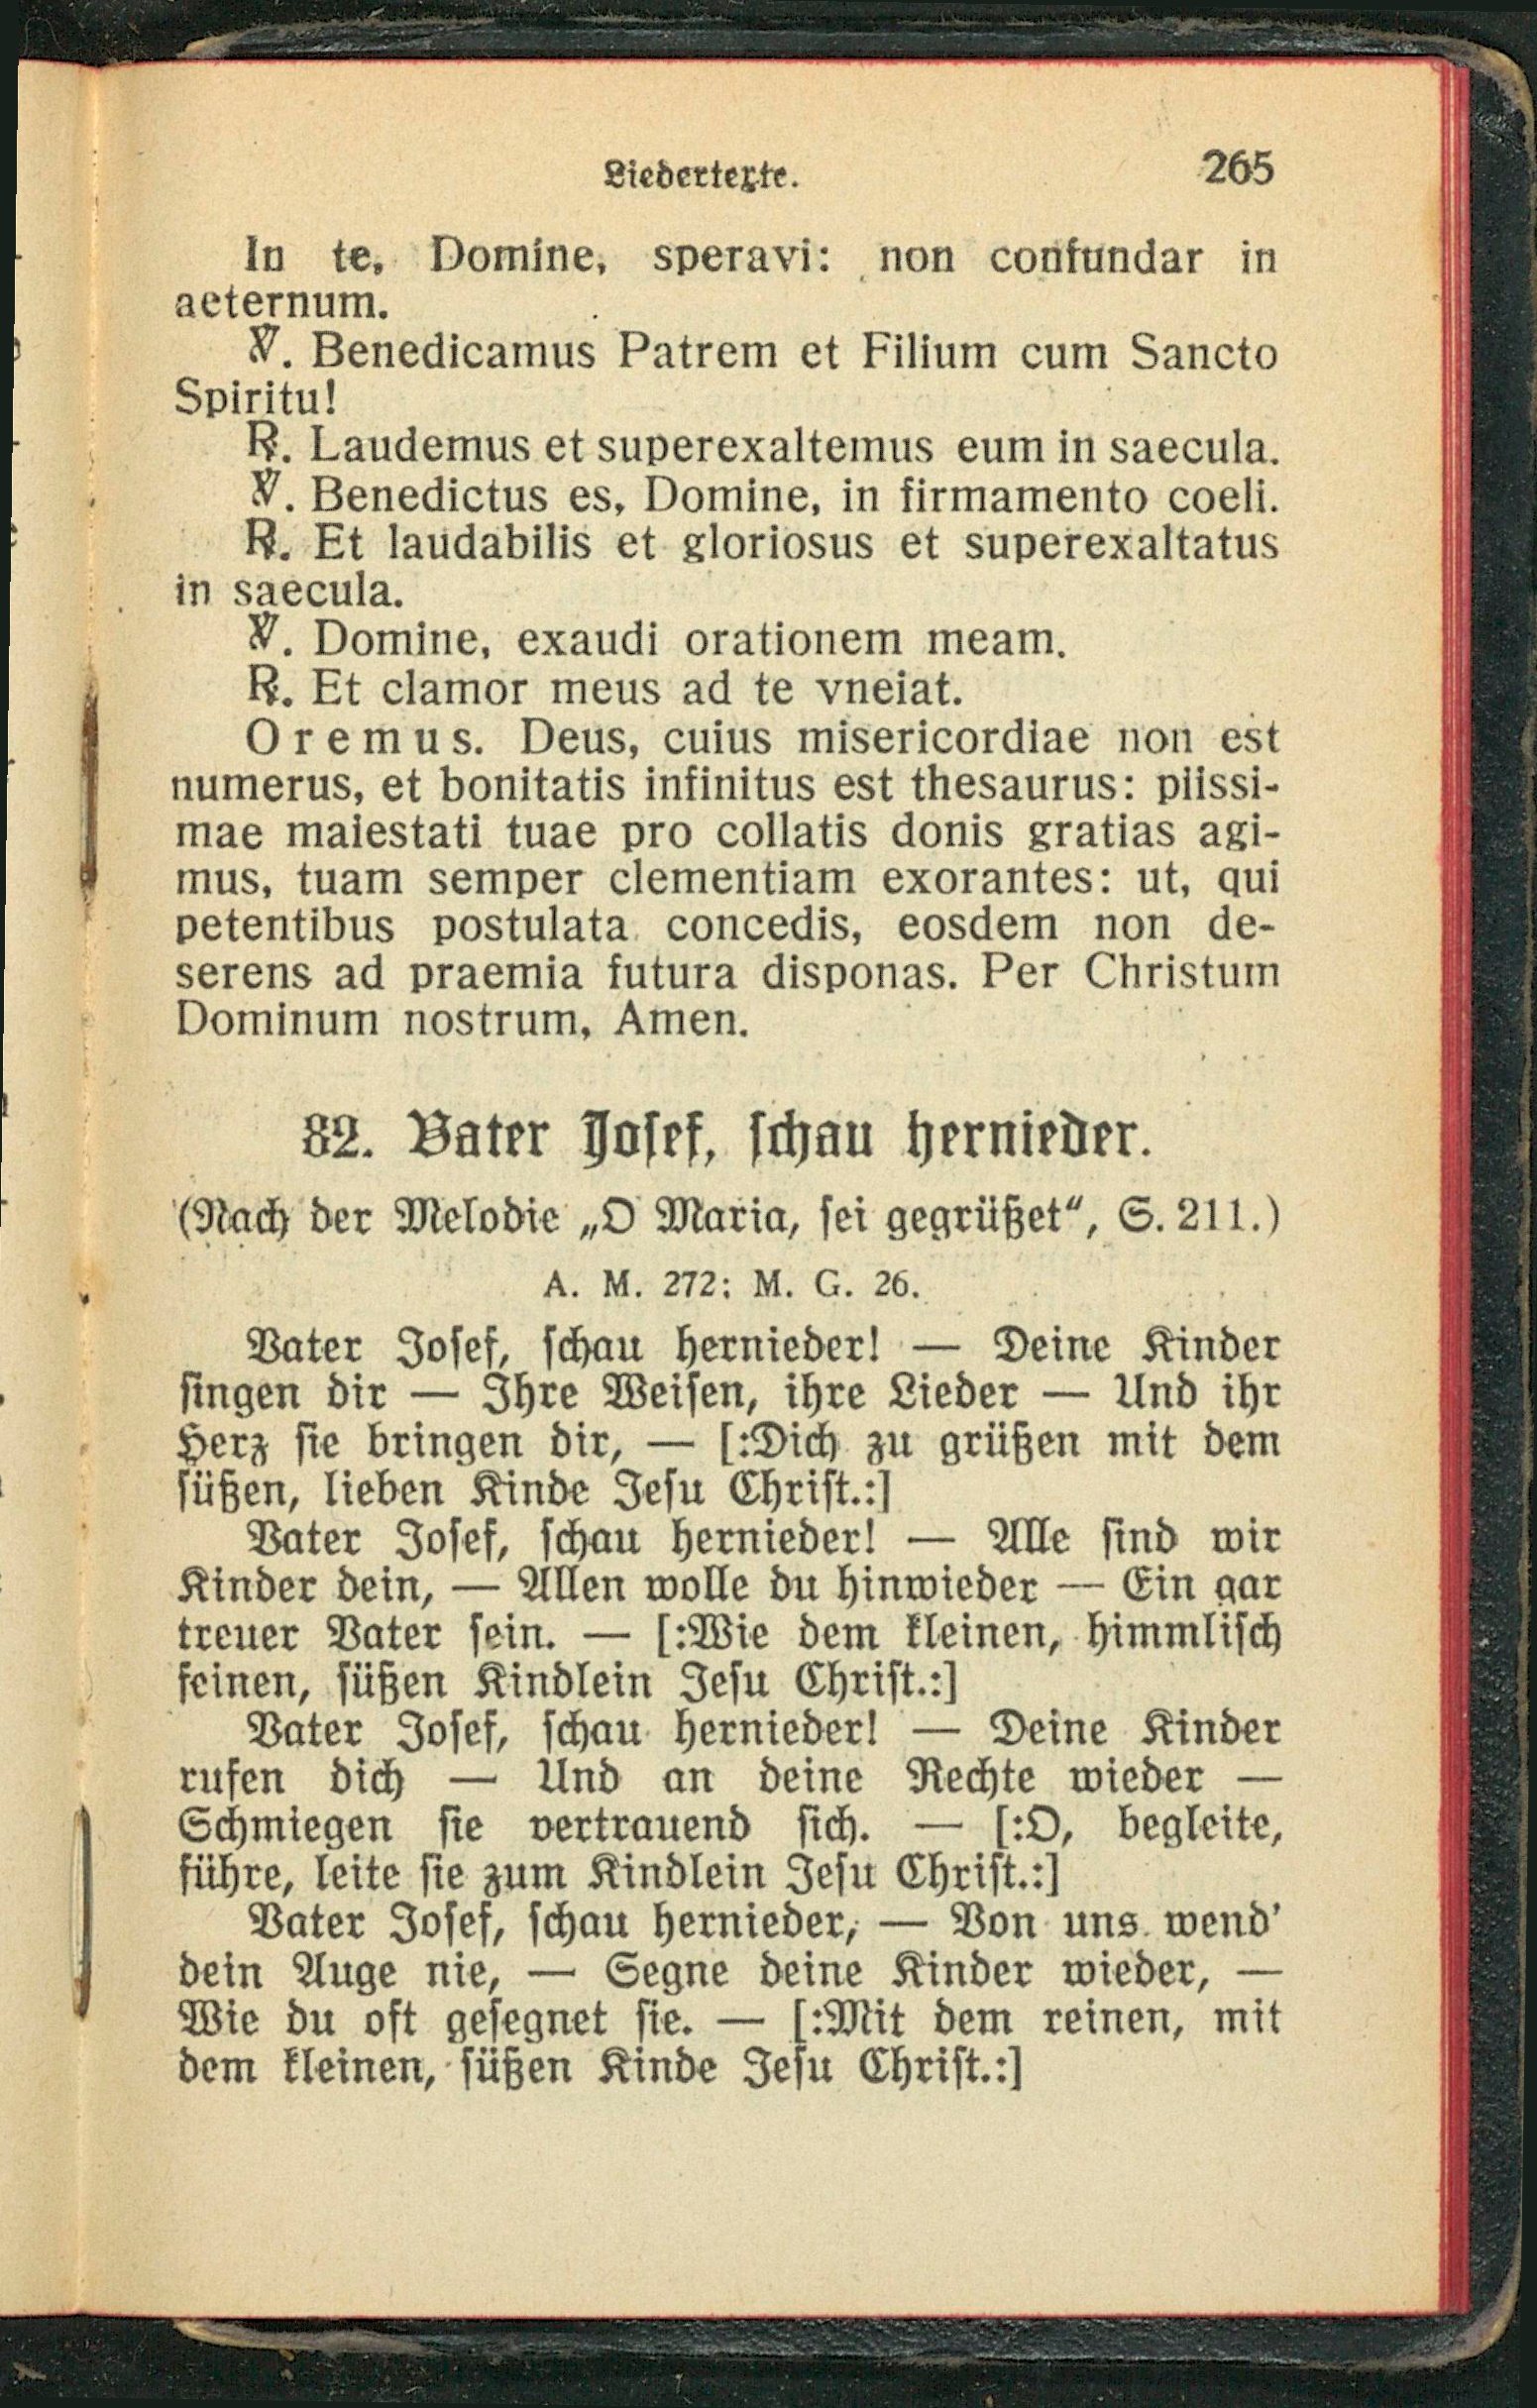 Liedertexte.
265
In te, Domine, speravi: non confundar in
aeternum.
℣. Benedicamus Patrem et Filium cum Sancto
Spiritu!
℟. Laudemus et superexaltemus eum in saecula.
℣. Benedictus es, Domine, in firmamento coeli.
℟. Et laudabilis et gloriosus et superexaltatus
in saecula.
℣. Domine, exaudi orationem meam.
℟. Et clamor meus ad te vneiat.
Oremus. Deus, cuius misericordiae non est
numerus, et bonitatis infinitus est thesaurus: piissi-
mae maiestati tuae pro collatis donis gratias agi-
mus, tuam semper clementiam exorantes: ut, qui
petentibus postulata concedis, eosdem non de-
serens ad praemia futura disponas. Per Christum
Dominum nostrum, Amen.
82. Vater Josef, schau hernieder.
(Nach der Melodie „O Maria, sei gegrüßet“, S. 211.)
A. M. 272; M. G. 26.
Vater Josef, schau hernieder! — Deine Kinder
singen dir — Ihre Weisen, ihre Lieder — Und ihr
Herz sie bringen dir, — [:Dich zu grüßen mit dem
süßen, lieben Kinde Jesu Christ.:]
Vater Josef, schau hernieder! — Alle sind wir
Kinder dein, — Allen wolle du hinwieder — Ein gar
treuer Vater sein. — [:Wie dem kleinen, himmlisch
feinen, süßen Kindlein Jesu Christ.:]
Vater Josef, schau hernieder! — Deine Kinder
rufen dich — Und an deine Rechte wieder —
Schmiegen sie vertrauend sich. — [:O, begleite,
führe, leite sie zum Kindlein Jesu Christ.:]
Vater Josef, schau hernieder, — Von uns wend'
dein Auge nie, — Segne deine Kinder wieder, —
Wie du oft gesegnet sie. — [:Mit dem reinen, mit
dem kleinen, süßen Kinde Jesu Christ.:]